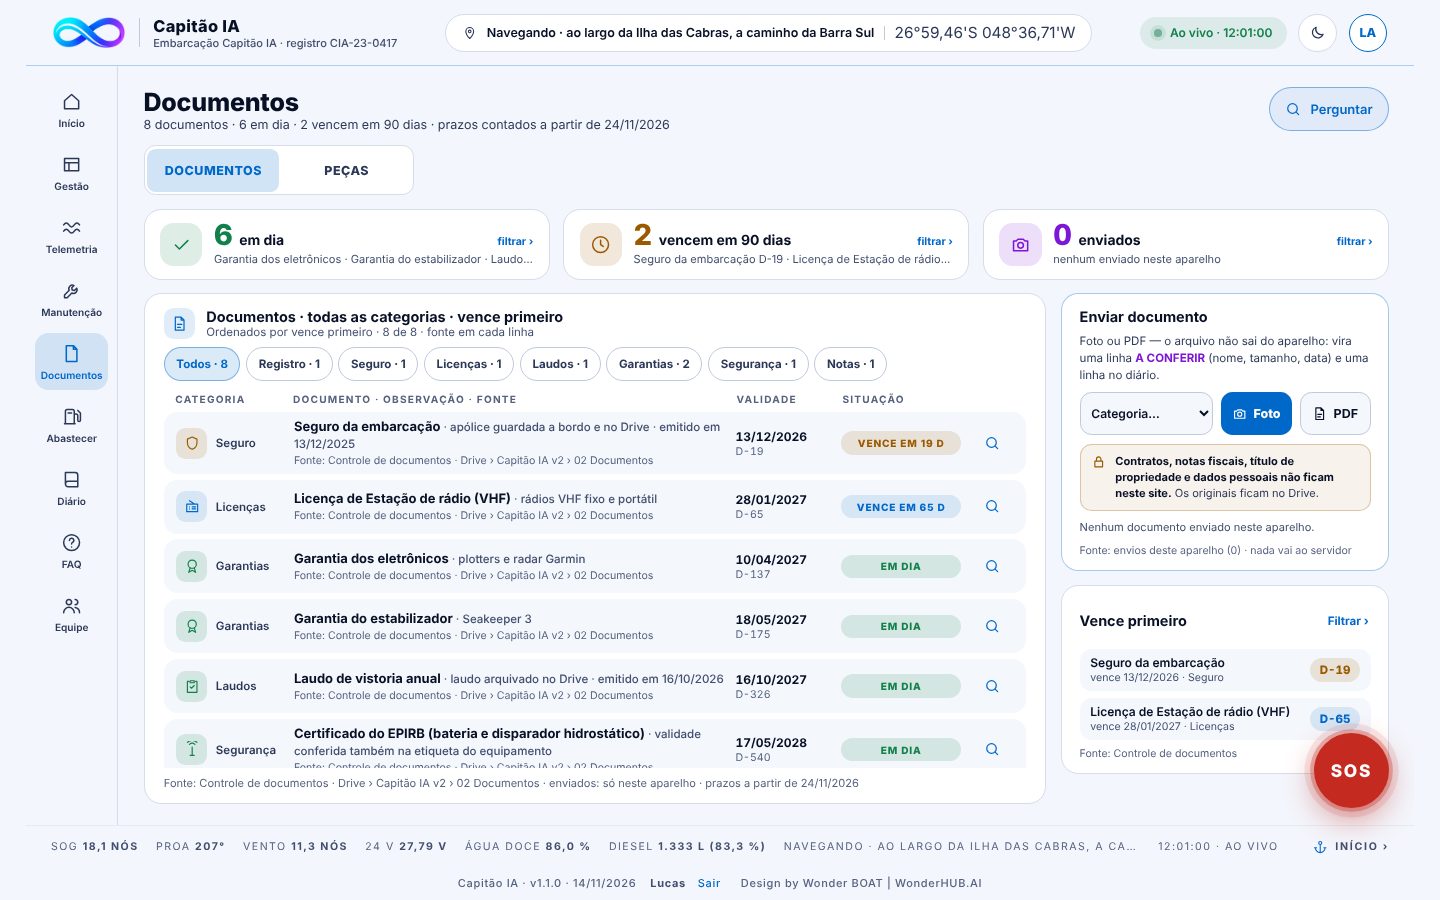 Capitão IA
Embarcação Capitão IA · registro CIA-23-0417
Navegando · ao largo da Ilha das Cabras, a caminho da Barra Sul
26°59,46'S 048°36,71'W
Ao vivo · 12:01:00
LA
Início
Gestão
Telemetria
Manutenção
Documentos
Abastecer
Diário
FAQ
Equipe
Documentos
8 documentos · 6 em dia · 2 vencem em 90 dias · prazos contados a partir de 24/11/2026
Perguntar
DOCUMENTOS
PEÇAS
6 em dia
filtrar ›
Garantia dos eletrônicos · Garantia do estabilizador · Laudo...
2 vencem em 90 dias
filtrar ›
Seguro da embarcação D-19 · Licença de Estação de rádio...
0 enviados
filtrar ›
nenhum enviado neste aparelho
Documentos · todas as categorias · vence primeiro
Ordenados por vence primeiro · 8 de 8 · fonte em cada linha
Todos · 8
Registro · 1
Seguro · 1
Licenças · 1
Laudos · 1
Garantias · 2
Segurança · 1
Notas · 1
CATEGORIA
DOCUMENTO · OBSERVAÇÃO · FONTE
VALIDADE
SITUAÇÃO
Seguro
Seguro da embarcação · apólice guardada a bordo e no Drive · emitido em
13/12/2025
Fonte: Controle de documentos · Drive › Capitão IA v2 › 02 Documentos
13/12/2026
D-19
VENCE EM 19 D
Licenças
Licença de Estação de rádio (VHF) · rádios VHF fixo e portátil
Fonte: Controle de documentos · Drive › Capitão IA v2 › 02 Documentos
28/01/2027
D-65
VENCE EM 65 D
Garantias
Garantia dos eletrônicos · plotters e radar Garmin
Fonte: Controle de documentos · Drive › Capitão IA v2 › 02 Documentos
10/04/2027
D-137
EM DIA
Garantias
Garantia do estabilizador · Seakeeper 3
Fonte: Controle de documentos · Drive › Capitão IA v2 › 02 Documentos
18/05/2027
D-175
EM DIA
Laudos
Laudo de vistoria anual · laudo arquivado no Drive · emitido em 16/10/2026
Fonte: Controle de documentos · Drive › Capitão IA v2 › 02 Documentos
16/10/2027
D-326
EM DIA
Segurança
Certificado do EPIRB (bateria e disparador hidrostático) · validade
conferida também na etiqueta do equipamento
Fonte: Controle de documentos · Drive › Capitão IA v2 › 02 Documentos
17/05/2028
D-540
EM DIA
Fonte: Controle de documentos · Drive › Capitão IA v2 › 02 Documentos · enviados: só neste aparelho · prazos a partir de 24/11/2026
Enviar documento
Foto ou PDF — o arquivo não sai do aparelho: vira
uma linha A CONFERIR (nome, tamanho, data) e uma
linha no diário.
Categoria...
Foto
PDF
Contratos, notas fiscais, título de
propriedade e dados pessoais não ficam
neste site. Os originais ficam no Drive.
Nenhum documento enviado neste aparelho.
Fonte: envios deste aparelho (0) · nada vai ao servidor
Vence primeiro
Filtrar ›
Seguro da embarcação
vence 13/12/2026 · Seguro
D-19
Licença de Estação de rádio (VHF)
vence 28/01/2027 · Licenças
D-65
Fonte: Controle de documentos
SOS
SOG 18,1 NÓS
PROA 207°
VENTO 11,3 NÓS
24 V 27,79 V
ÁGUA DOCE 86,0 %
DIESEL 1.333 L (83,3 %)
NAVEGANDO · AO LARGO DA ILHA DAS CABRAS, A CA...
12:01:00 · AO VIVO
INÍCIO ›
Capitão IA · v1.1.0 · 14/11/2026
Lucas
Sair
Design by Wonder BOAT | WonderHUB.AI